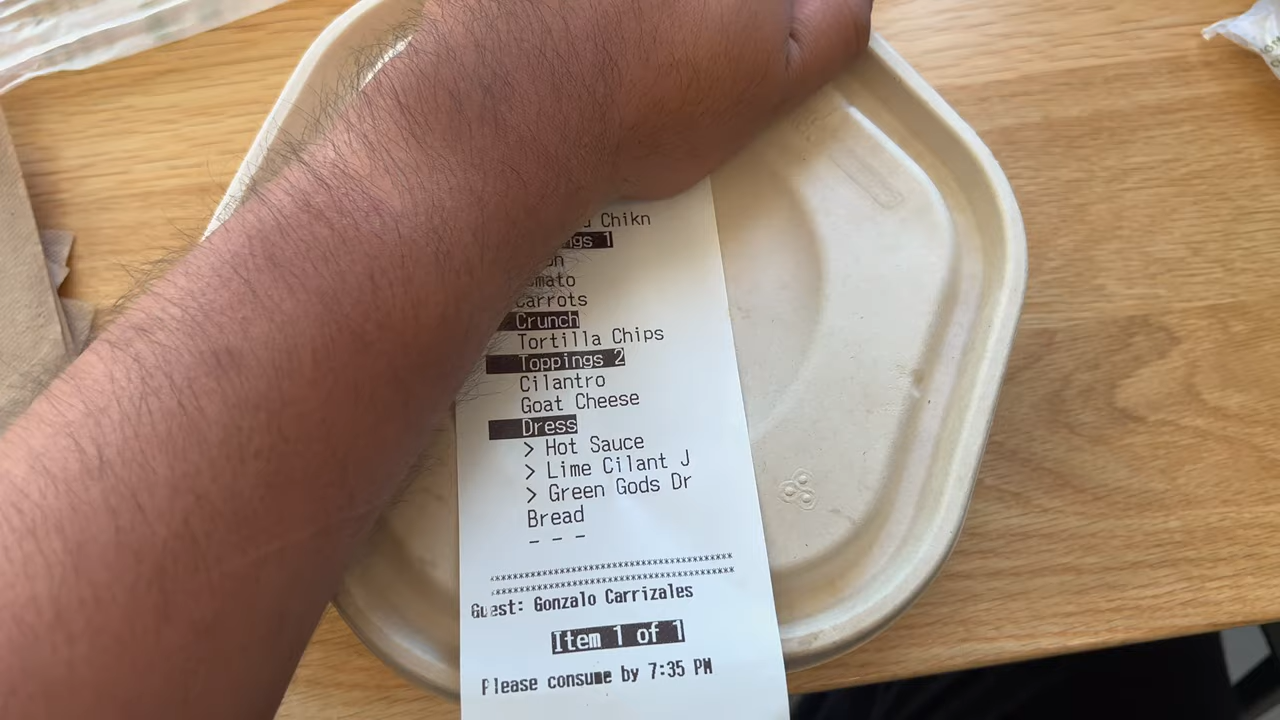 Chikn
1
Carrots
Crunch
Tortilla Chips
Toppings 2
Cilantro
Goat Cheese
Dress
> Hot Sauce
> Lime Cilant J
> Green Gods Dr
Bread
- - -
Guest: Gonzalo Carrizales
Item 1 of 1
Please consume by 7:35 PM